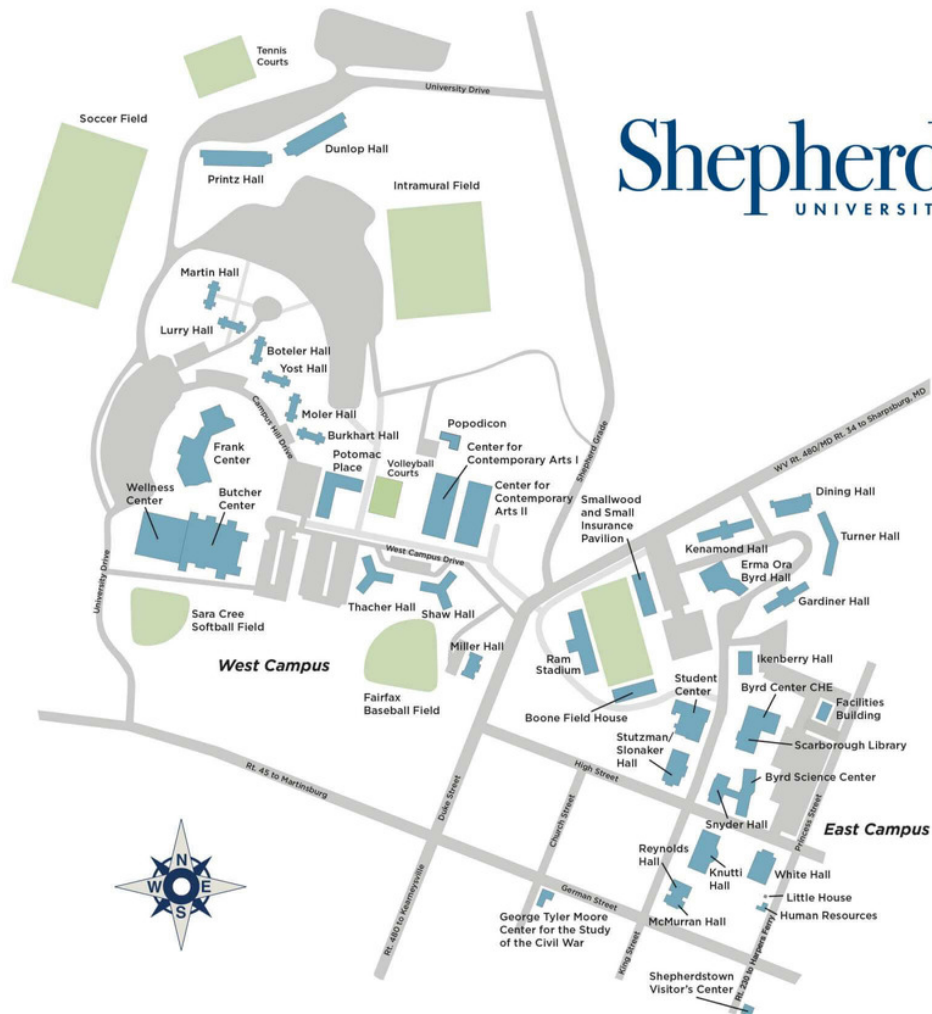 Tennis
Courts
University Drive
Soccer Field
Dunlop Hall
Printz Hall
Intramural Field
Shepherd
UNIVERSIT
Martin Hall
Lurry Hall
Boteler Hall
Yost Hall
Campus Hill Drive
Moler Hall
Burkhart Hall
Popodicon
Frank
Center
Potomac
Place
Volleyball
Courts
Center for
Contemporary Arts I
Center for
Contemporary
Arts II
Shepherd Grade
WV Rt. 480/MD Rt. 34 to Sharpsburg, MD
Wellness
Center
Butcher
Center
Smallwood
and Small
Insurance
Pavilion
Dining Hall
Turner Hall
Kenamond Hall
Erma Ora
Byrd Hall
Gardiner Hall
West Campus Drive
University Drive
Thacher Hall
Shaw Hall
Sara Cree
Softball Field
West Campus
Miller Hall
Fairfax
Baseball Field
Ram
Stadium
Boone Field House
Ikenberry Hall
Student
Center
Byrd Center CHE
Facilities
Building
Stutzman/
Slonaker
Hall
Scarborough Library
Rt. 45 to Martinsburg
Duke Street
High Street
Byrd Science Center
Church Street
Snyder Hall
Princess Street
East Campus
N
W
E
S
Reynolds
Hall
Knutti
Hall
White Hall
German Street
Little House
Human Resources
McMurran Hall
George Tyler Moore
Center for the Study
of the Civil War
Rt. 480 to Kearneysville
King Street
Rt. 230 to Harpers Ferry
Shepherdstown
Visitor's Center